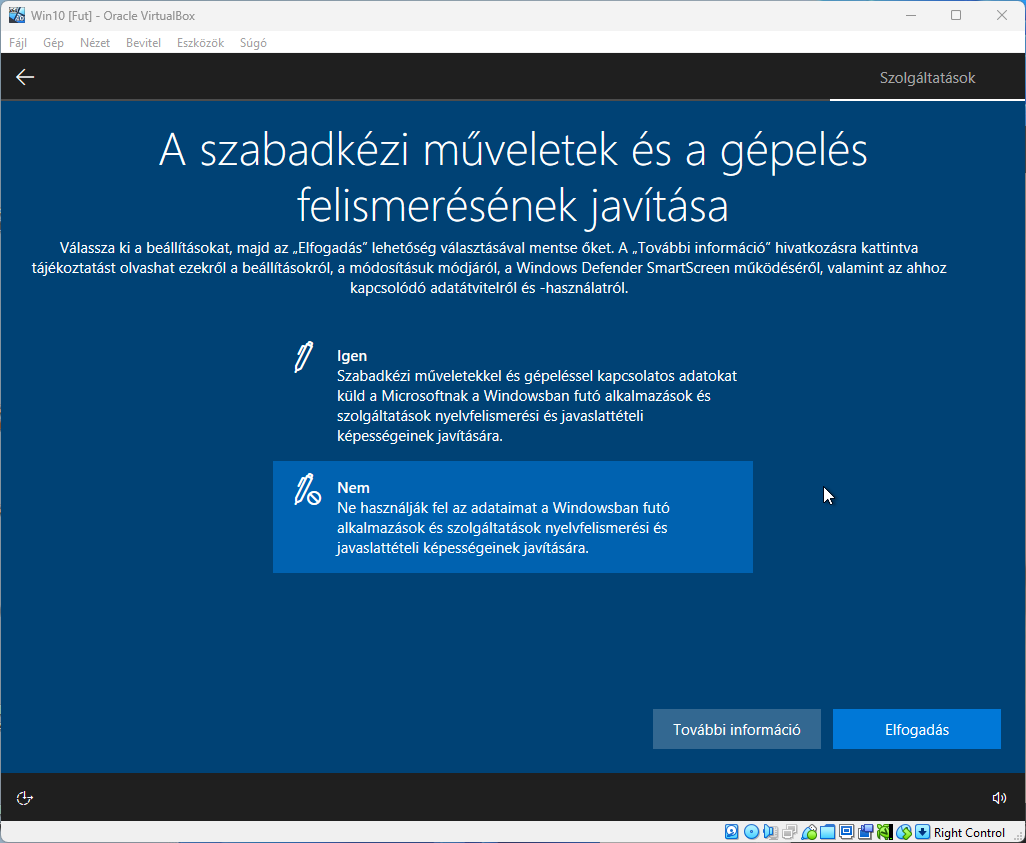 Win10 [Fut] - Oracle VirtualBox
Fájl Gép Nézet Bevitel Eszközök Súgó
Szolgáltatások
A szabadkézi műveletek és a gépelés
felismerésének javítása
Válassza ki a beállításokat, majd az „Elfogadás” lehetőség választásával mentse őket. A „További információ” hivatkozásra kattintva
tájékoztatást olvashat ezekről a beállításokról, a módosításuk módjáról, a Windows Defender SmartScreen működéséről, valamint az ahhoz
kapcsolódó adatátvitelről és -használatról.
Igen
Szabadkézi műveletekkel és gépeléssel kapcsolatos adatokat
küld a Microsoftnak a Windowsban futó alkalmazások és
szolgáltatások nyelvfelismerési és javaslattételi
képességeinek javítására.
Nem
Ne használják fel az adataimat a Windowsban futó
alkalmazások és szolgáltatások nyelvfelismerési és
javaslattételi képességeinek javítására.
További információ Elfogadás
Right Control